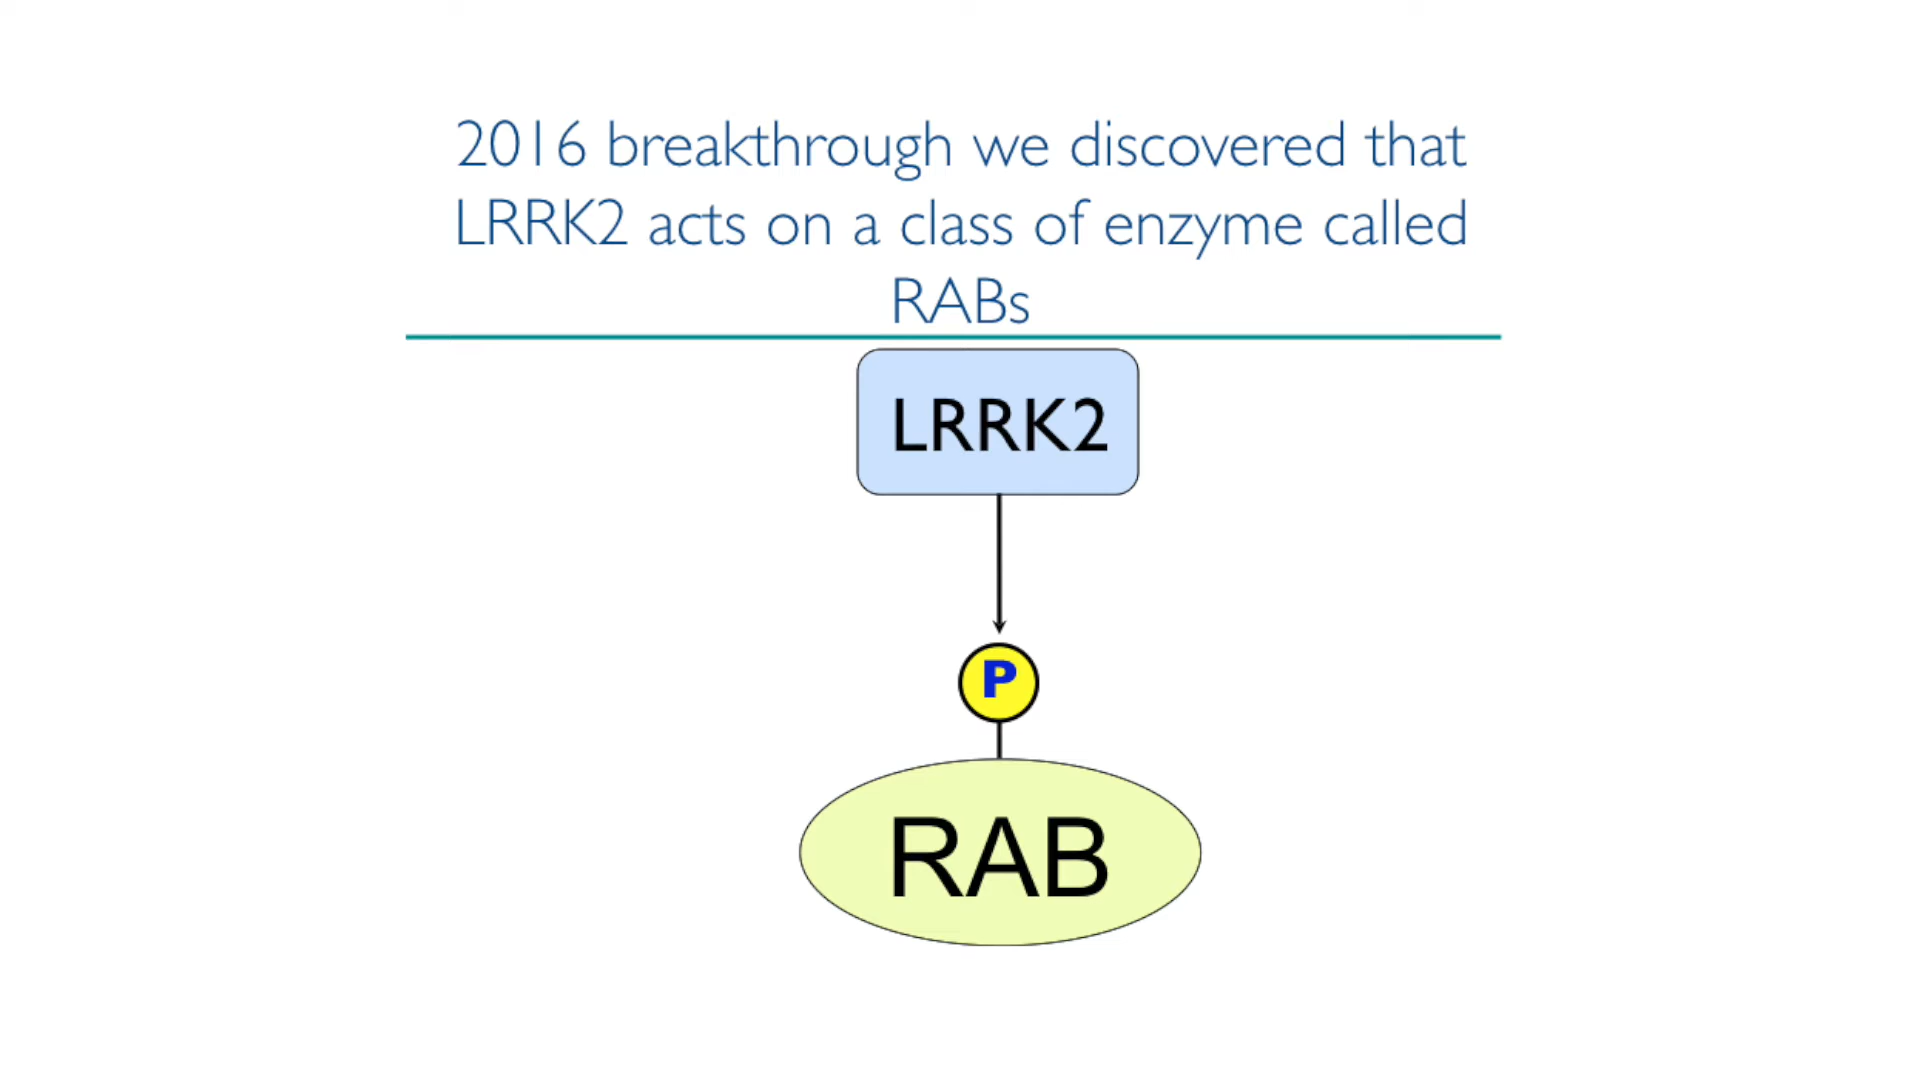 2016 breakthrough we discovered that
LRRK2 acts on a class of enzyme called
RABs
LRRK2
P
RAB